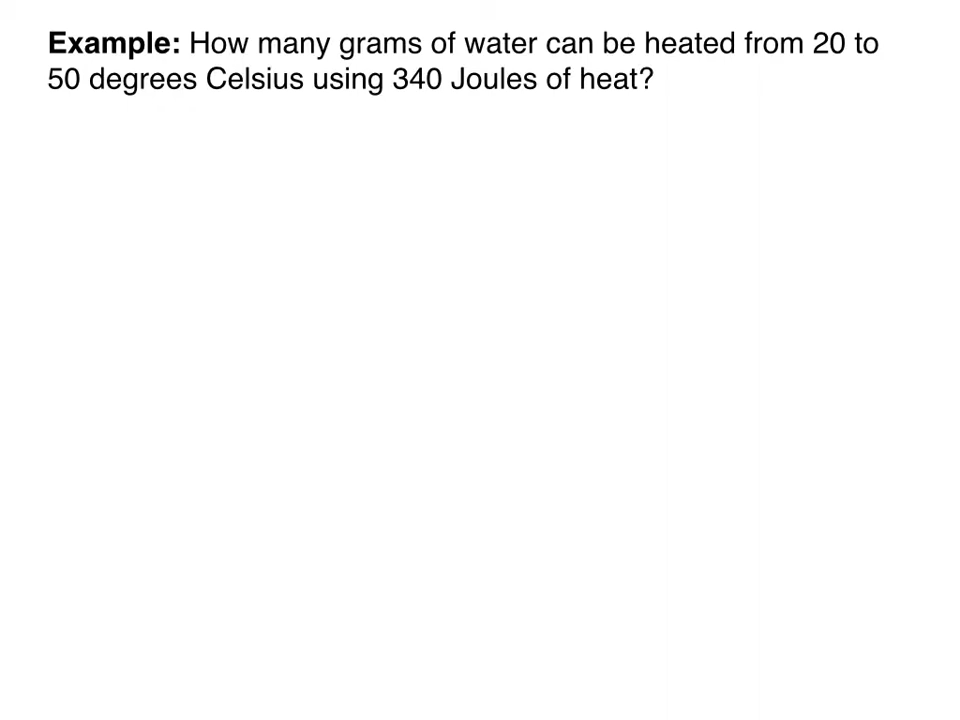 Example: How many grams of water can be heated from 20 to
50 degrees Celsius using 340 Joules of heat?